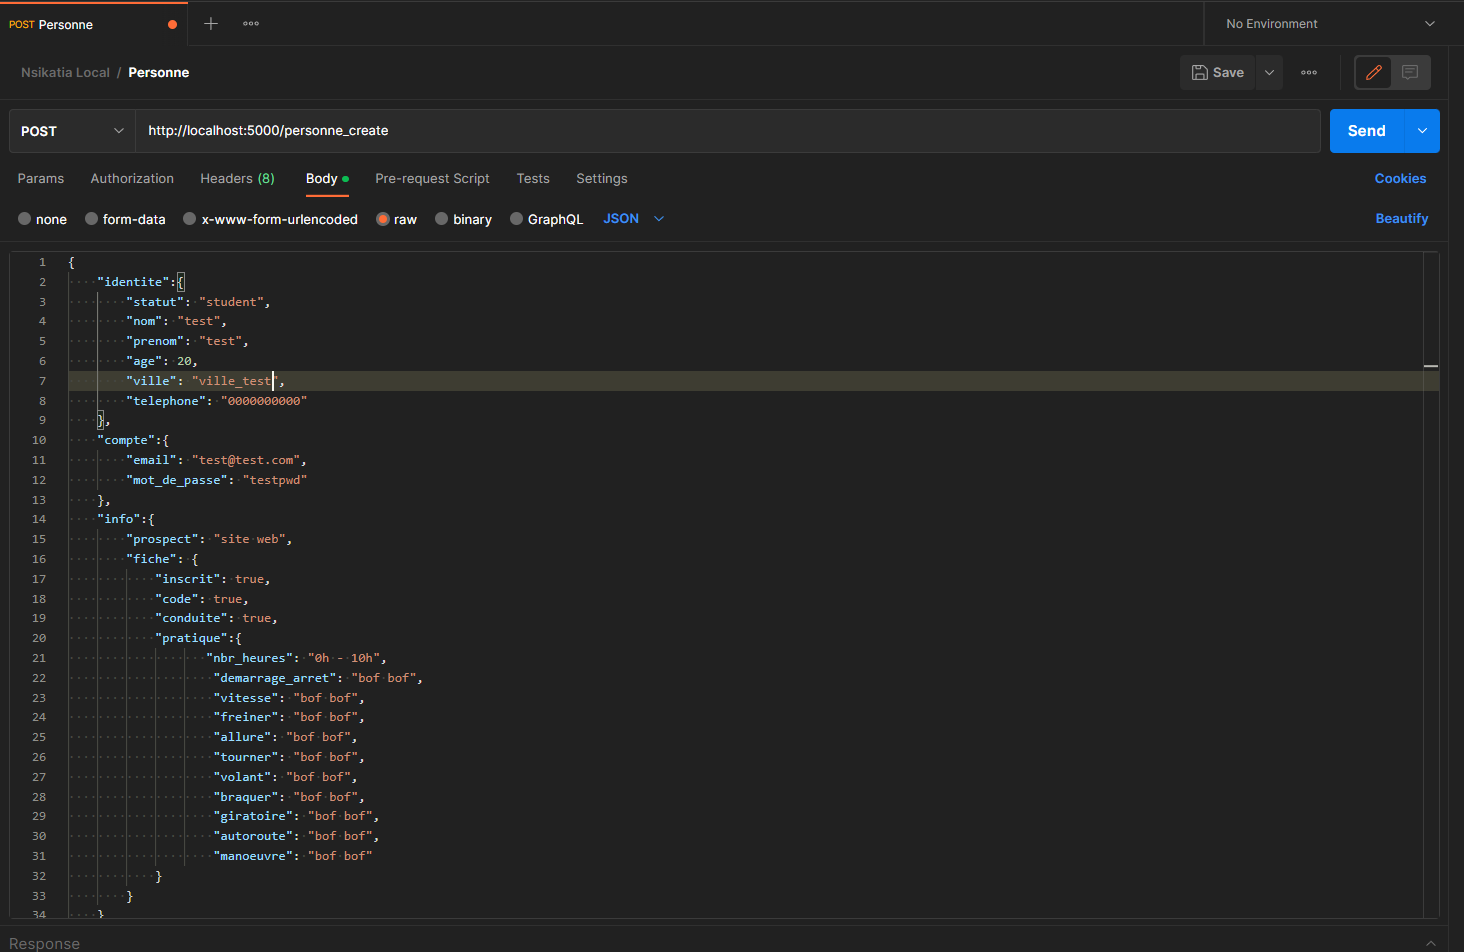 POST Personne
No Environment
Nsikatia Local / Personne
Save
POST
http://localhost:5000/personne_create
Send
Params Authorization Headers (8) Body Pre-request Script Tests Settings Cookies
none form-data x-www-form-urlencoded raw binary GraphQL JSON Beautify
1 {
2 "identite":{
3 "statut": "student",
4 "nom": "test",
5 "prenom": "test",
6 "age": 20,
7 "ville": "ville_test",
8 "telephone": "0000000000"
9 },
10 "compte":{
11 "email": "test@test.com",
12 "mot_de_passe": "testpwd"
13 },
14 "info":{
15 "prospect": "site web",
16 "fiche": {
17 "inscrit": true,
18 "code": true,
19 "conduite": true,
20 "pratique":{
21 "nbr_heures": "0h - 10h",
22 "demarrage_arret": "bof bof",
23 "vitesse": "bof bof",
24 "freiner": "bof bof",
25 "allure": "bof bof",
26 "tourner": "bof bof",
27 "volant": "bof bof",
28 "braquer": "bof bof",
29 "giratoire": "bof bof",
30 "autoroute": "bof bof",
31 "manoeuvre": "bof bof"
32 }
33 }
34 }
Response